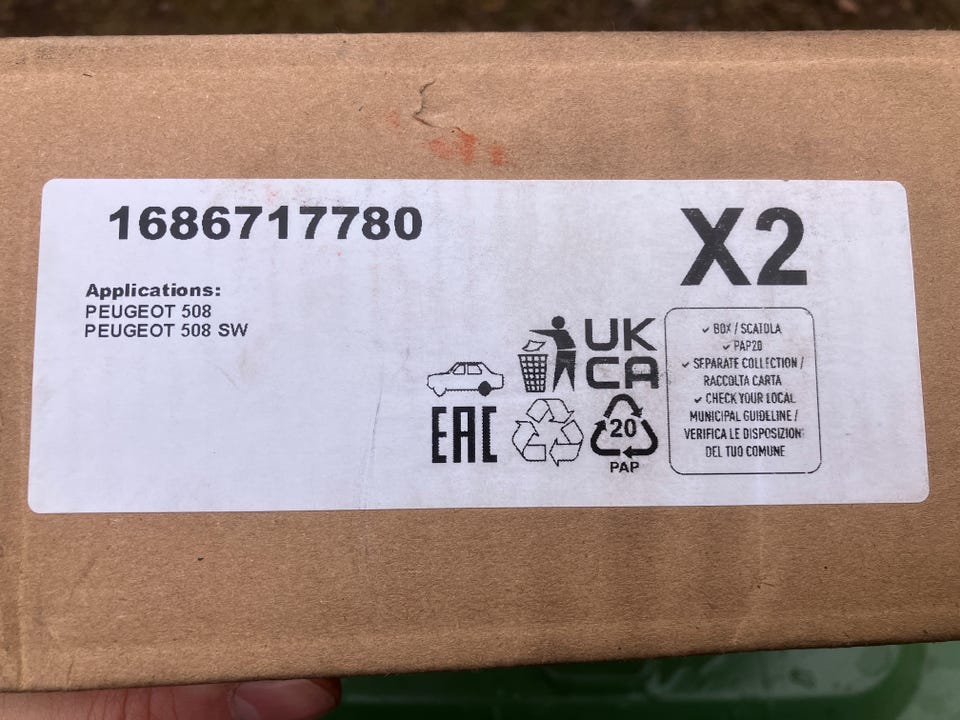 1686717780
X2
Applications:
PEUGEOT 508
PEUGEOT 508 SW
UK
CA
EAC
20
PAP
✓ BOX / SCATOLA
✓ PAP20
✓ SEPARATE COLLECTION /
RACCOLTA CARTA
✓ CHECK YOUR LOCAL
MUNICIPAL GUIDELINE /
VERIFICA LE DISPOSIZIONI
DEL TUO COMUNE